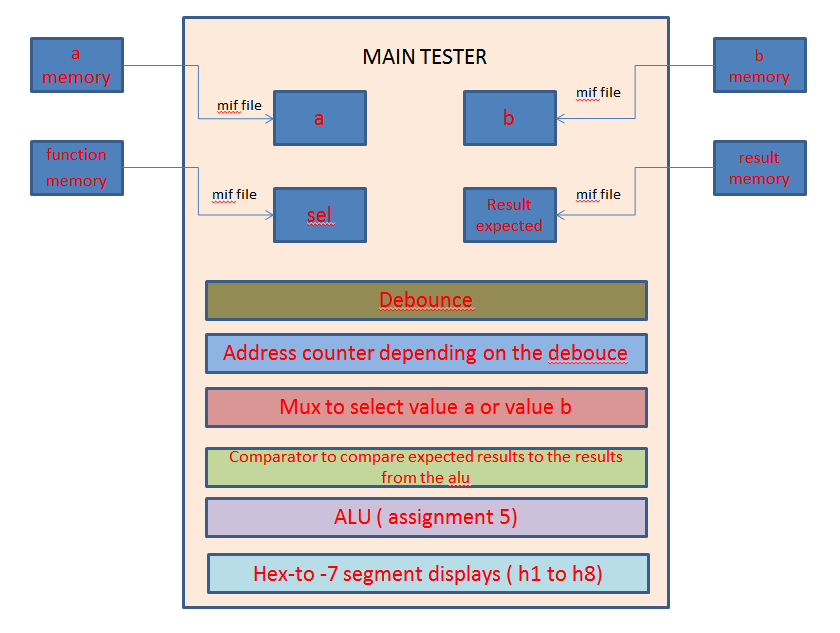 MAIN TESTER
a
memory
mif file
a
b
mif file
b
memory
function
memory
mif file
sel
Result
expected
mif file
result
memory
Debounce
Address counter depending on the debouce
Mux to select value a or value b
Comparator to compare expected results to the results
from the alu
ALU ( assignment 5)
Hex-to -7 segment displays ( h1 to h8)